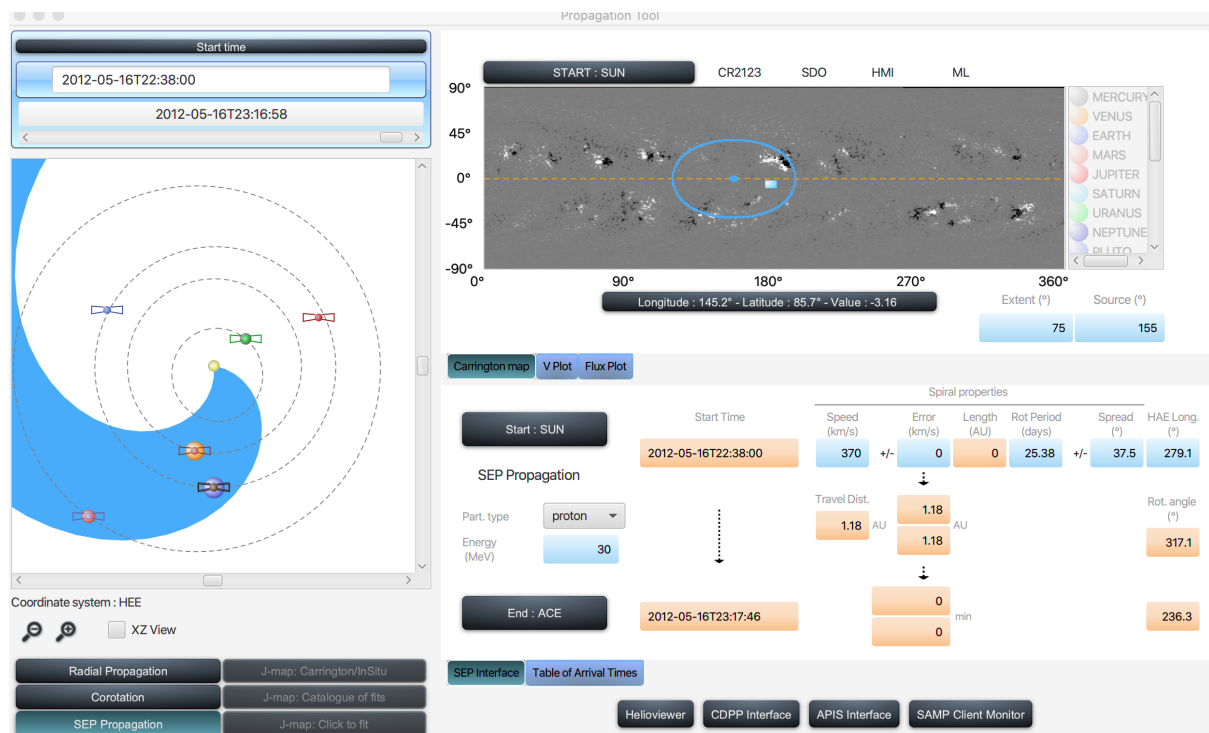 Propagation Tool
Start time
2012-05-16T22:38:00
2012-05-16T23:16:58
Coordinate system : HEE
XZ View
Radial Propagation
J-map: Carrington/InSitu
Corotation
J-map: Catalogue of fits
SEP Propagation
J-map: Click to fit
START : SUN
CR2123 SDO HMI ML
90°
45°
0°
-45°
-90°
0° 90° 180° 270° 360°
MERCURY
VENUS
EARTH
MARS
JUPITER
SATURN
URANUS
NEPTUNE
PLUTO
Longitude : 145.2° - Latitude : 85.7° - Value : -3.16
Extent (°) Source (°)
75 155
Carrington map V Plot Flux Plot
Spiral properties
Start Time Speed (km/s) Error (km/s) Length (AU) Rot Period (days) Spread (°) HAE Long. (°)
Start : SUN
2012-05-16T22:38:00 370 +/- 0 0 25.38 +/- 37.5 279.1
SEP Propagation
Part. type proton
Energy (MeV) 30
Travel Dist.
1.18 AU
1.18
1.18
AU
Rot. angle (°)
317.1
End : ACE
2012-05-16T23:17:46
0
0
min
236.3
SEP Interface Table of Arrival Times
Helioviewer CDPP Interface APIS Interface SAMP Client Monitor